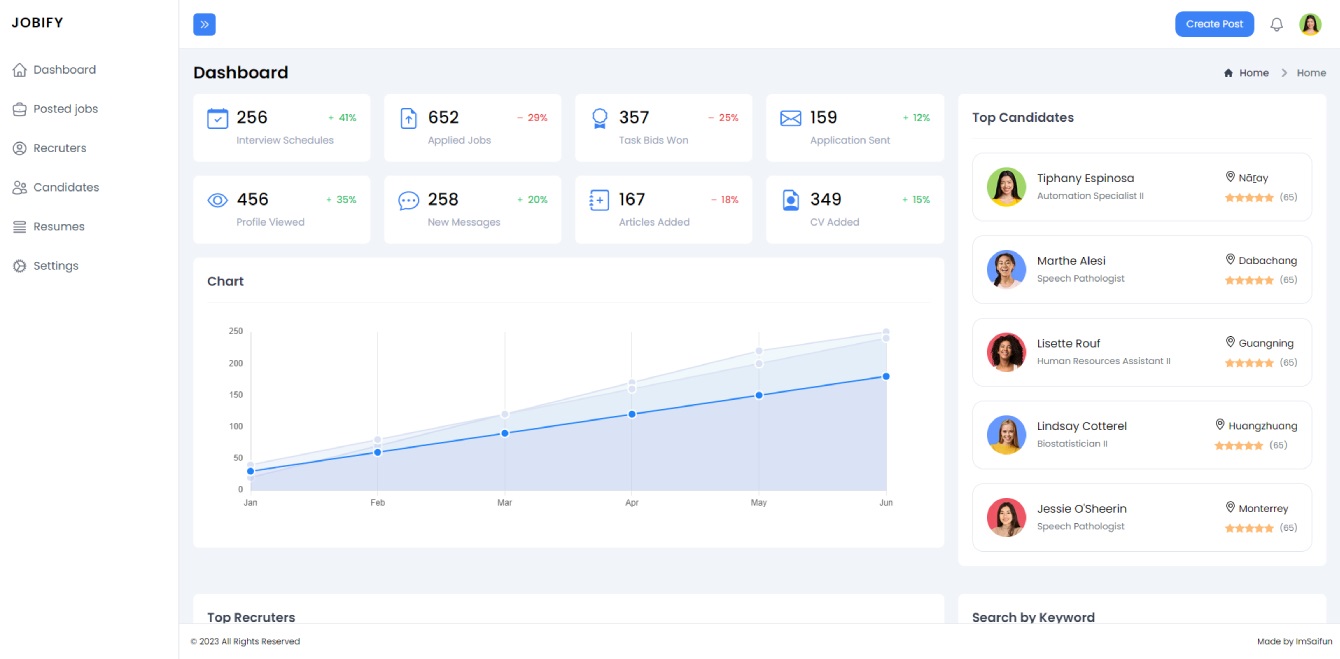 JOBIFY
Create Post
Dashboard
Posted jobs
Recruters
Candidates
Resumes
Settings
Dashboard
Home
Home
256
+ 41%
Interview Schedules
652
− 29%
Applied Jobs
357
− 25%
Task Bids Won
159
+ 12%
Application Sent
456
+ 35%
Profile Viewed
258
+ 20%
New Messages
167
− 18%
Articles Added
349
+ 15%
CV Added
Chart
250
200
150
100
50
0
Jan Feb Mar Apr May Jun
Top Candidates
Tiphany Espinosa
Automation Specialist II
Nāṟay
(65)
Marthe Alesi
Speech Pathologist
Dabachang
(65)
Lisette Rouf
Human Resources Assistant II
Guangning
(65)
Lindsay Cotterel
Biostatistician II
Huangzhuang
(65)
Jessie O'Sheerin
Speech Pathologist
Monterrey
(65)
Top Recruters
Search by Keyword
© 2023 All Rights Reserved
Made by ImSaifun